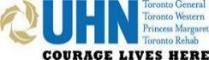 UHN
Toronto General
Toronto Western
Princess Margaret
Toronto Rehab
COURAGE LIVES HERE